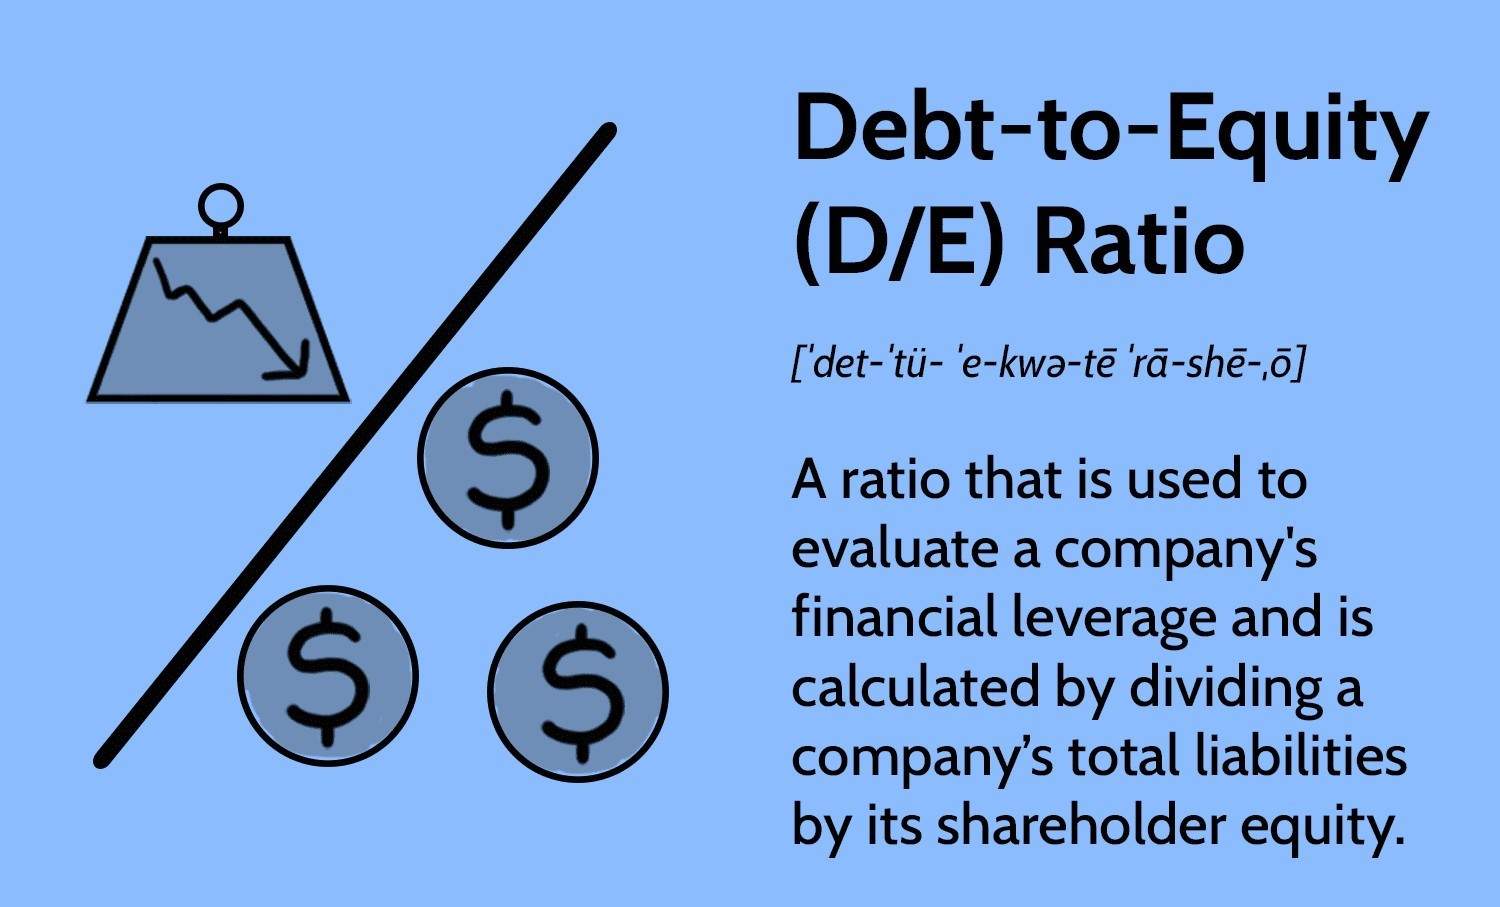 Debt-to-Equity
(D/E) Ratio
[ˈdet-ˈtü- ˈe-kwə-tē ˈrā-shē-ˌō]
A ratio that is used to
evaluate a company's
financial leverage and is
calculated by dividing a
company’s total liabilities
by its shareholder equity.
$
$
$